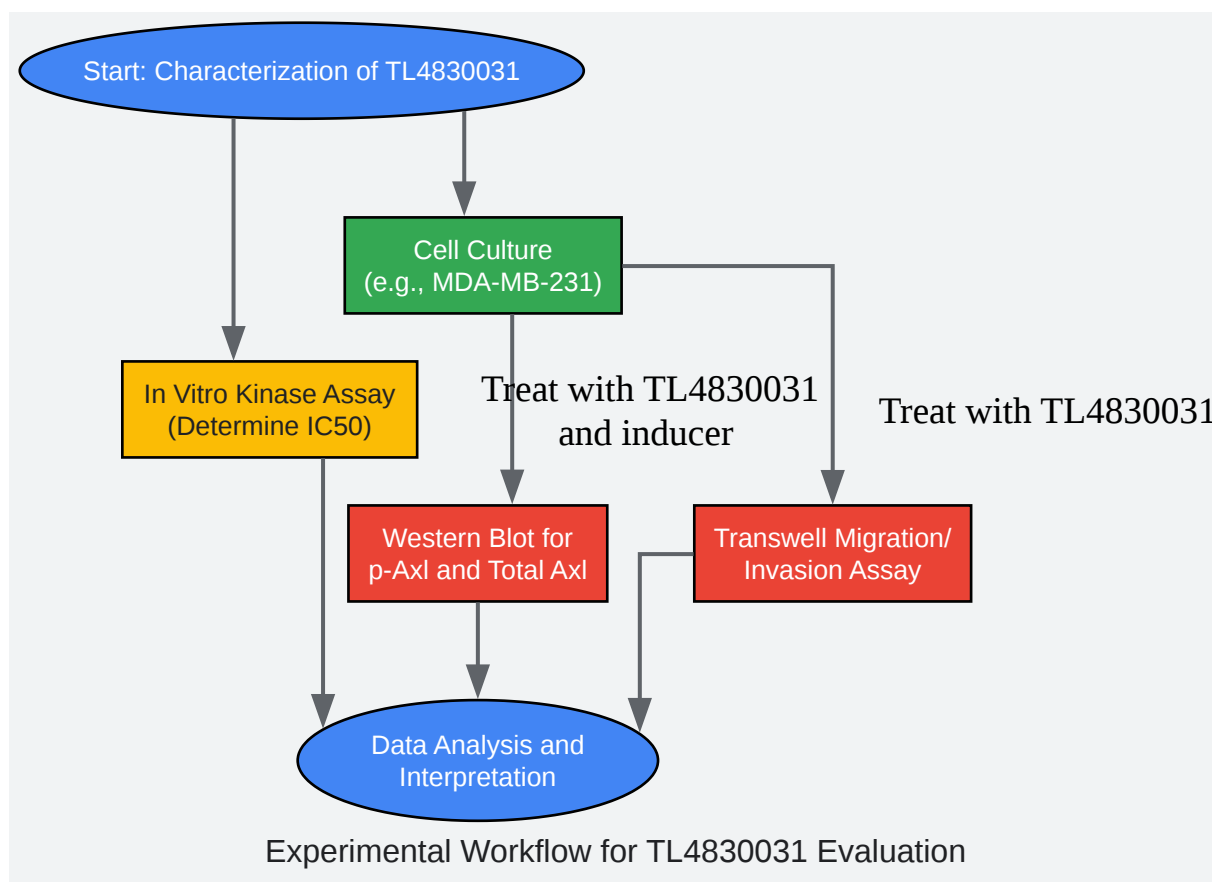 Start: Characterization of TL4830031
Cell Culture
(e.g., MDA-MB-231)
In Vitro Kinase Assay
(Determine IC50)
Treat with TL4830031
and inducer
Treat with TL4830031
Western Blot for
p-Axl and Total Axl
Transwell Migration/
Invasion Assay
Data Analysis and
Interpretation
Experimental Workflow for TL4830031 Evaluation